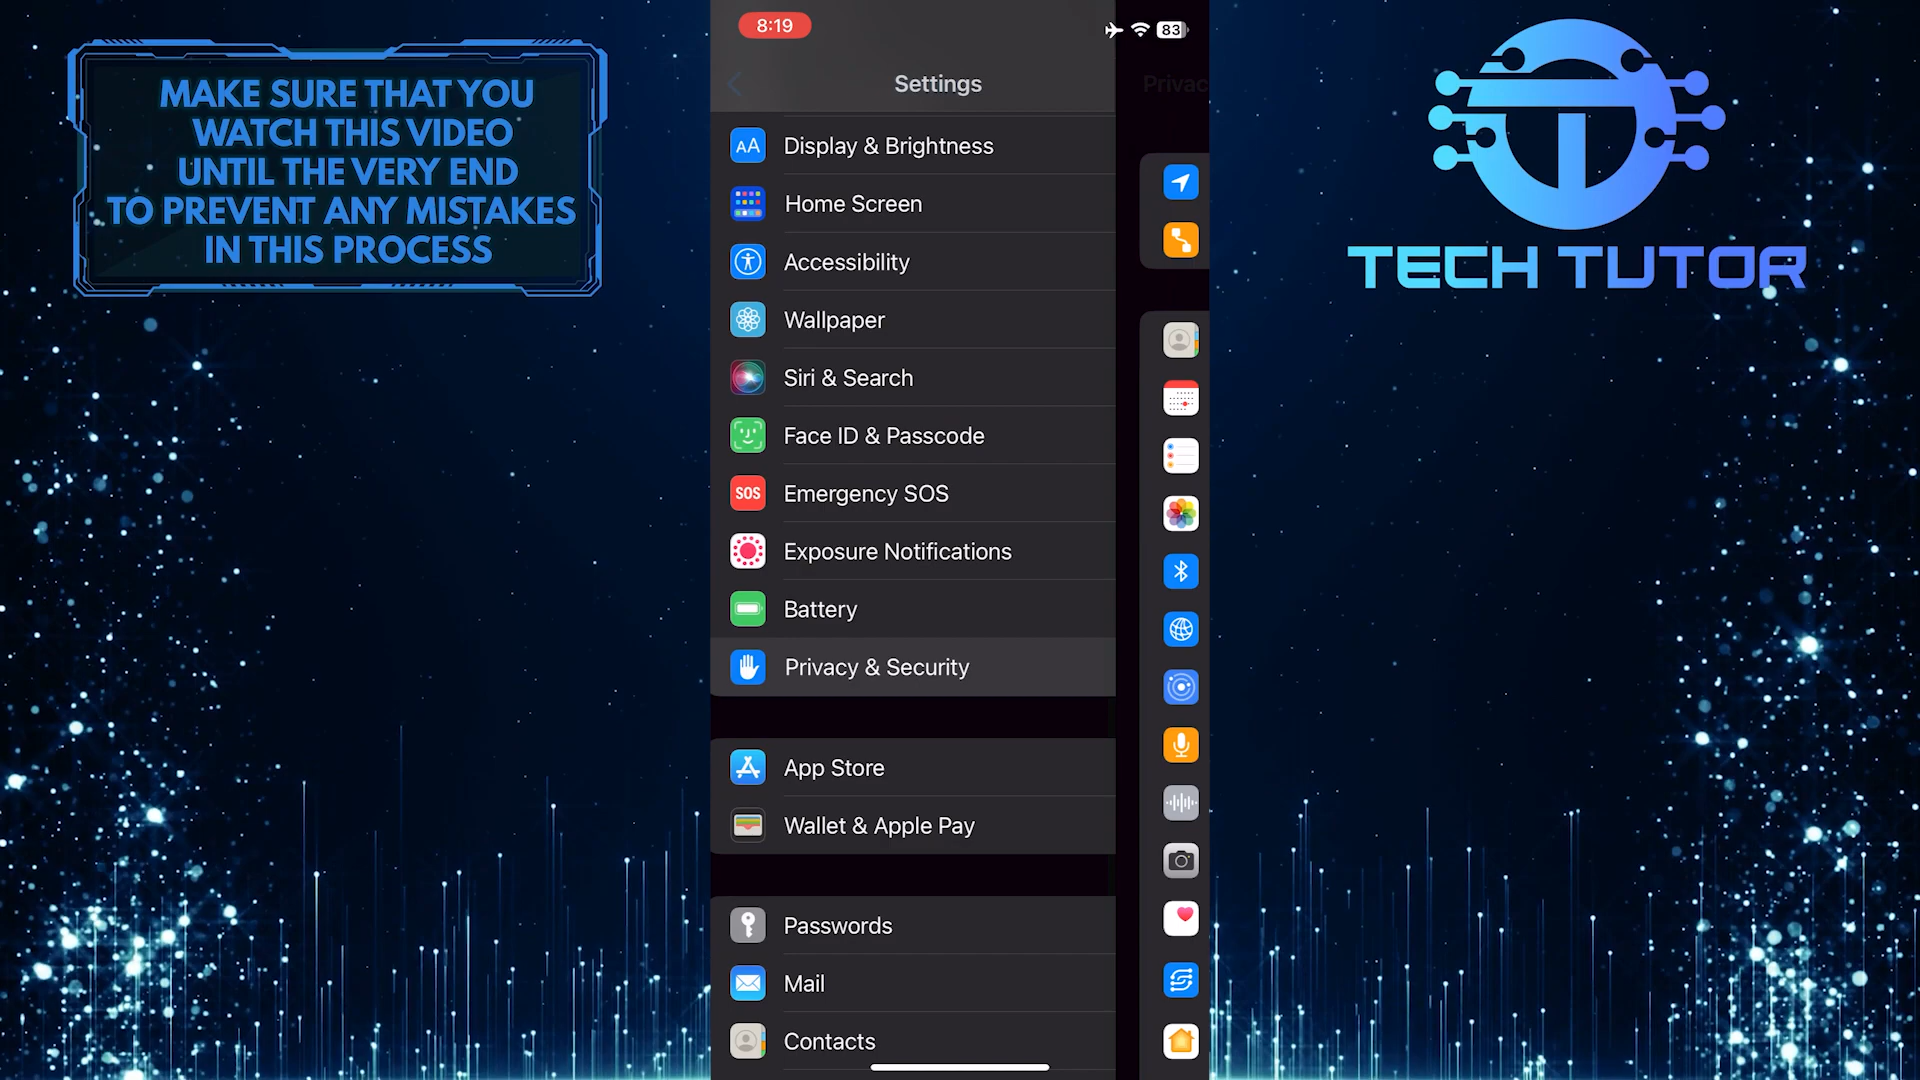 MAKE SURE THAT YOU
WATCH THIS VIDEO
UNTIL THE VERY END
TO PREVENT ANY MISTAKES
IN THIS PROCESS
8:19
83
Settings
Privac
AA
Display & Brightness
Home Screen
Accessibility
Wallpaper
Siri & Search
Face ID & Passcode
SOS
Emergency SOS
Exposure Notifications
Battery
Privacy & Security
App Store
Wallet & Apple Pay
Passwords
Mail
Contacts
TECH TUTOR